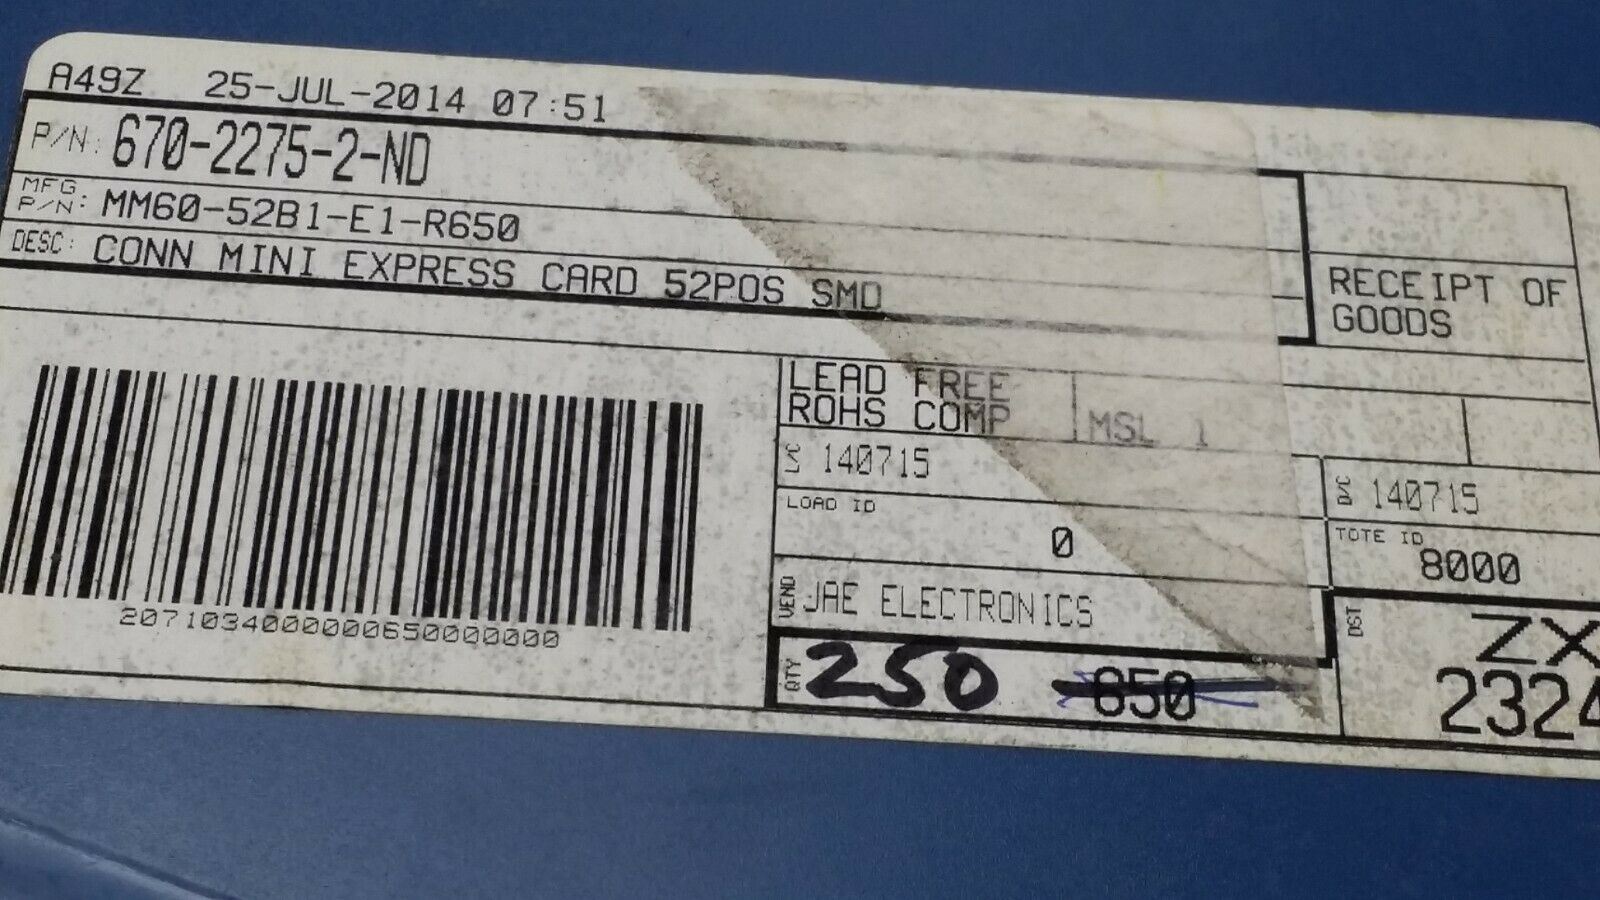 A49Z 25-JUL-2014 07:51
P/N: 670-2275-2-ND
MFG P/N: MM60-52B1-E1-R650
DESC: CONN MINI EXPRESS CARD 52POS SMD
RECEIPT OF
GOODS
LEAD FREE
ROHS COMP
MSL 1
L/C 140715
D/C 140715
LOAD ID
0
TOTE ID
8000
VEND JAE ELECTRONICS
DST ZX
2324
QTY 250 650
2071034000000650000000